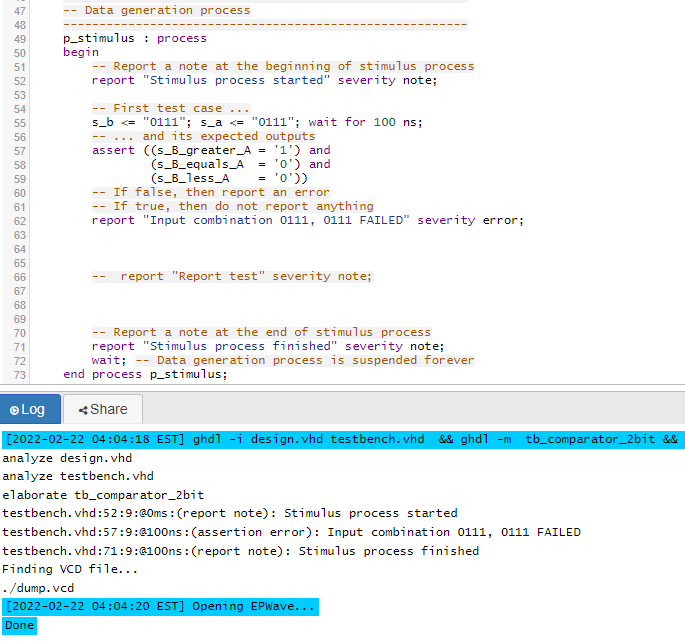 47 -- Data generation process
48 --------------------------------------------------------
49 p_stimulus : process
50 begin
51 -- Report a note at the beginning of stimulus process
52 report "Stimulus process started" severity note;
53
54 -- First test case ...
55 s_b <= "0111"; s_a <= "0111"; wait for 100 ns;
56 -- ... and its expected outputs
57 assert ((s_B_greater_A = '1') and
58 (s_B_equals_A = '0') and
59 (s_B_less_A = '0'))
60 -- If false, then report an error
61 -- If true, then do not report anything
62 report "Input combination 0111, 0111 FAILED" severity error;
63
64
65
66 -- report "Report test" severity note;
67
68
69
70 -- Report a note at the end of stimulus process
71 report "Stimulus process finished" severity note;
72 wait; -- Data generation process is suspended forever
73 end process p_stimulus;
Log Share
[2022-02-22 04:04:18 EST] ghdl -i design.vhd testbench.vhd && ghdl -m tb_comparator_2bit &&
analyze design.vhd
analyze testbench.vhd
elaborate tb_comparator_2bit
testbench.vhd:52:9:@0ms:(report note): Stimulus process started
testbench.vhd:57:9:@100ns:(assertion error): Input combination 0111, 0111 FAILED
testbench.vhd:71:9:@100ns:(report note): Stimulus process finished
Finding VCD file...
./dump.vcd
[2022-02-22 04:04:20 EST] Opening EPWave...
Done